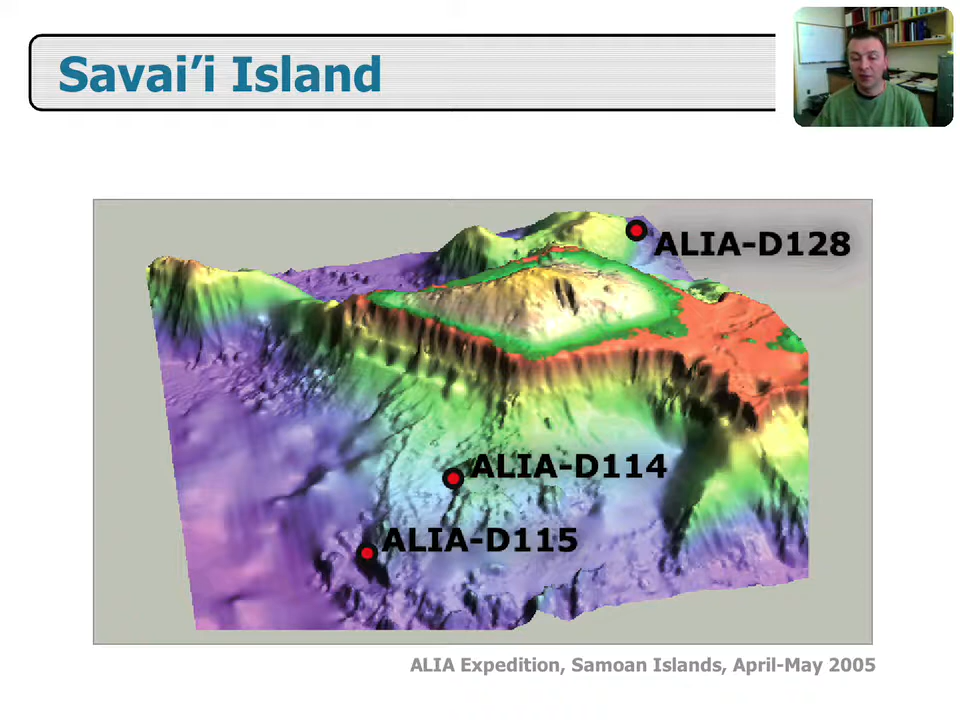 Savai’i Island
ALIA-D128
ALIA-D114
ALIA-D115
ALIA Expedition, Samoan Islands, April-May 2005